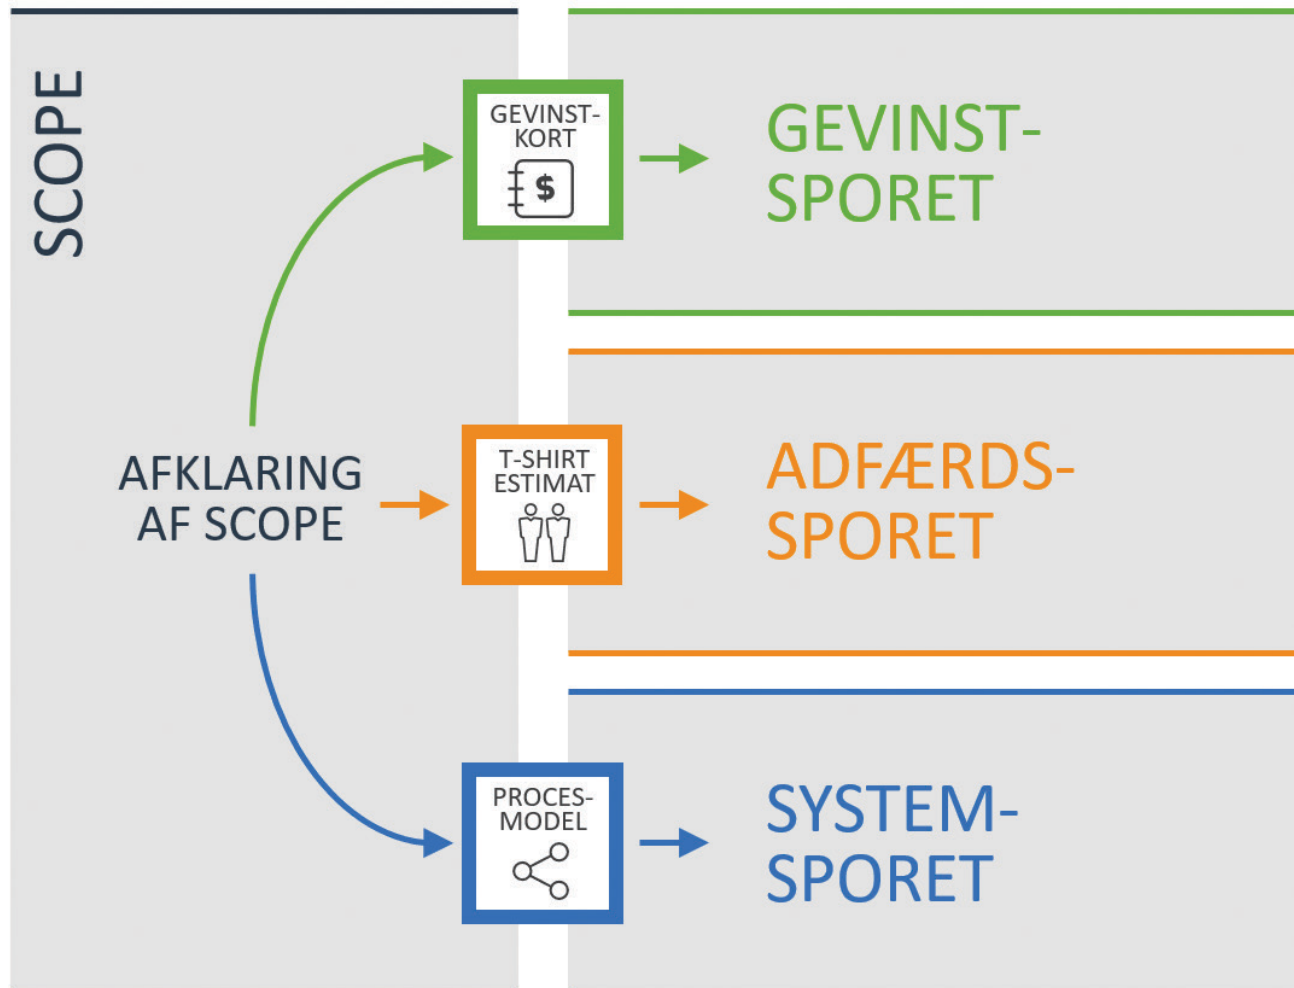 SCOPE
AFKLARING
AF SCOPE
GEVINST-
KORT
$
GEVINST-
SPORET
T-SHIRT
ESTIMAT
ADFÆRDS-
SPORET
PROCES-
MODEL
SYSTEM-
SPORET